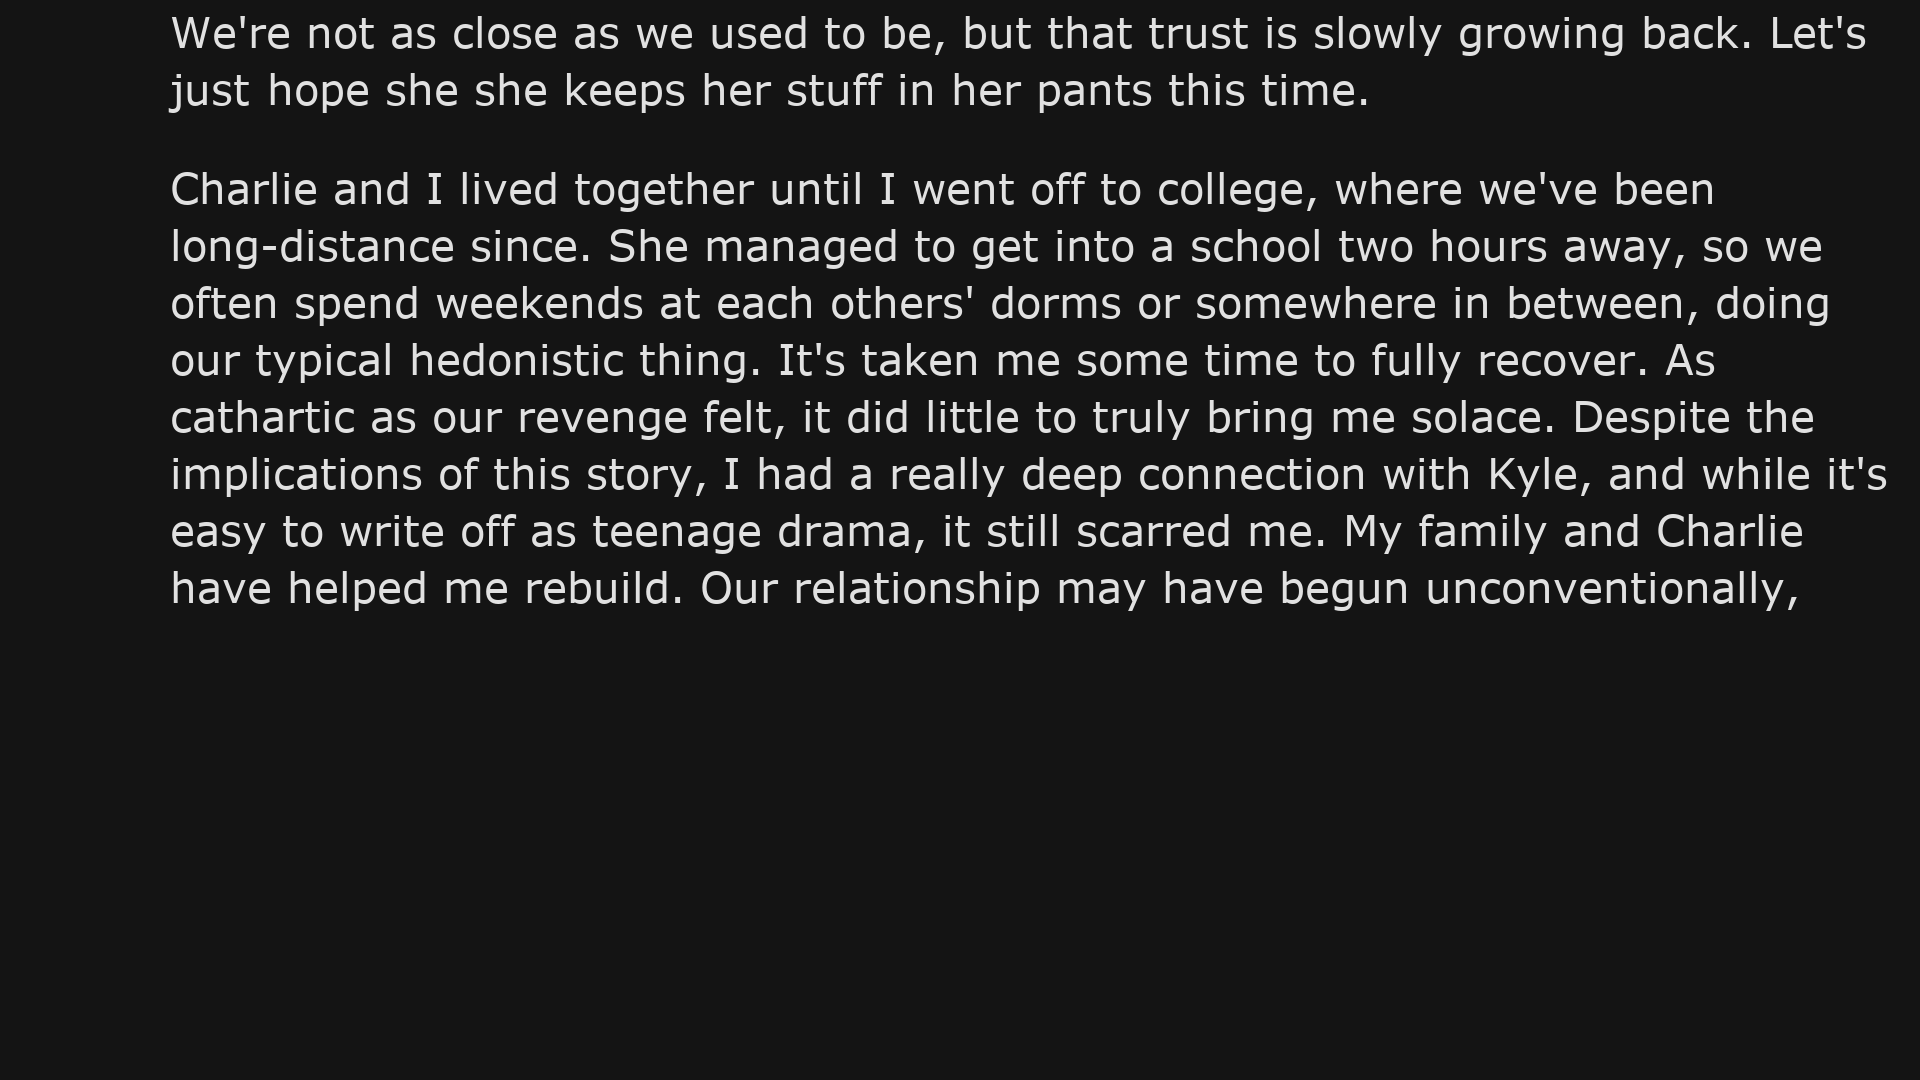 We're not as close as we used to be, but that trust is slowly growing back. Let's
just hope she she keeps her stuff in her pants this time.
Charlie and I lived together until I went off to college, where we've been
long-distance since. She managed to get into a school two hours away, so we
often spend weekends at each others' dorms or somewhere in between, doing
our typical hedonistic thing. It's taken me some time to fully recover. As
cathartic as our revenge felt, it did little to truly bring me solace. Despite the
implications of this story, I had a really deep connection with Kyle, and while it's
easy to write off as teenage drama, it still scarred me. My family and Charlie
have helped me rebuild. Our relationship may have begun unconventionally,